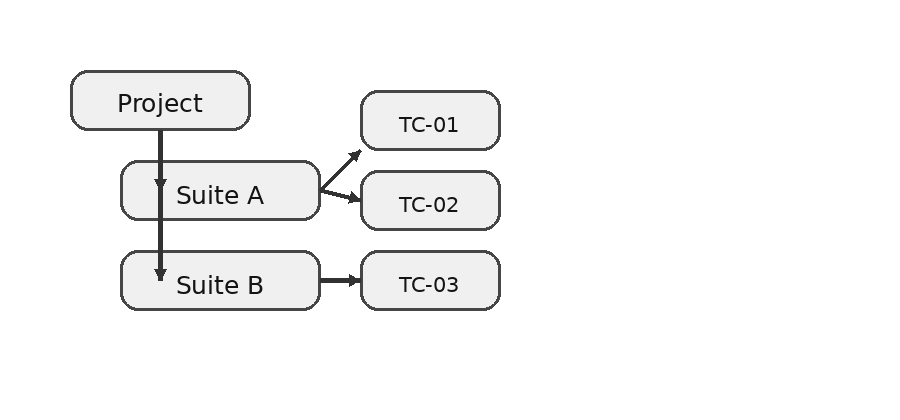 Project
Suite A
TC-01
TC-02
Suite B
TC-03